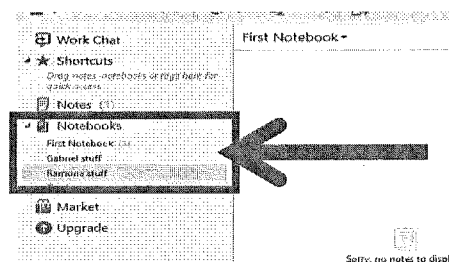 Work Chat
First Notebook
Shortcuts
Drag notes, notebooks or tags here for
quick access
Notes (1)
Notebooks
First Notebook
Gabriel stuff
Ramona stuff
Market
Upgrade
Sorry, no notes to displ